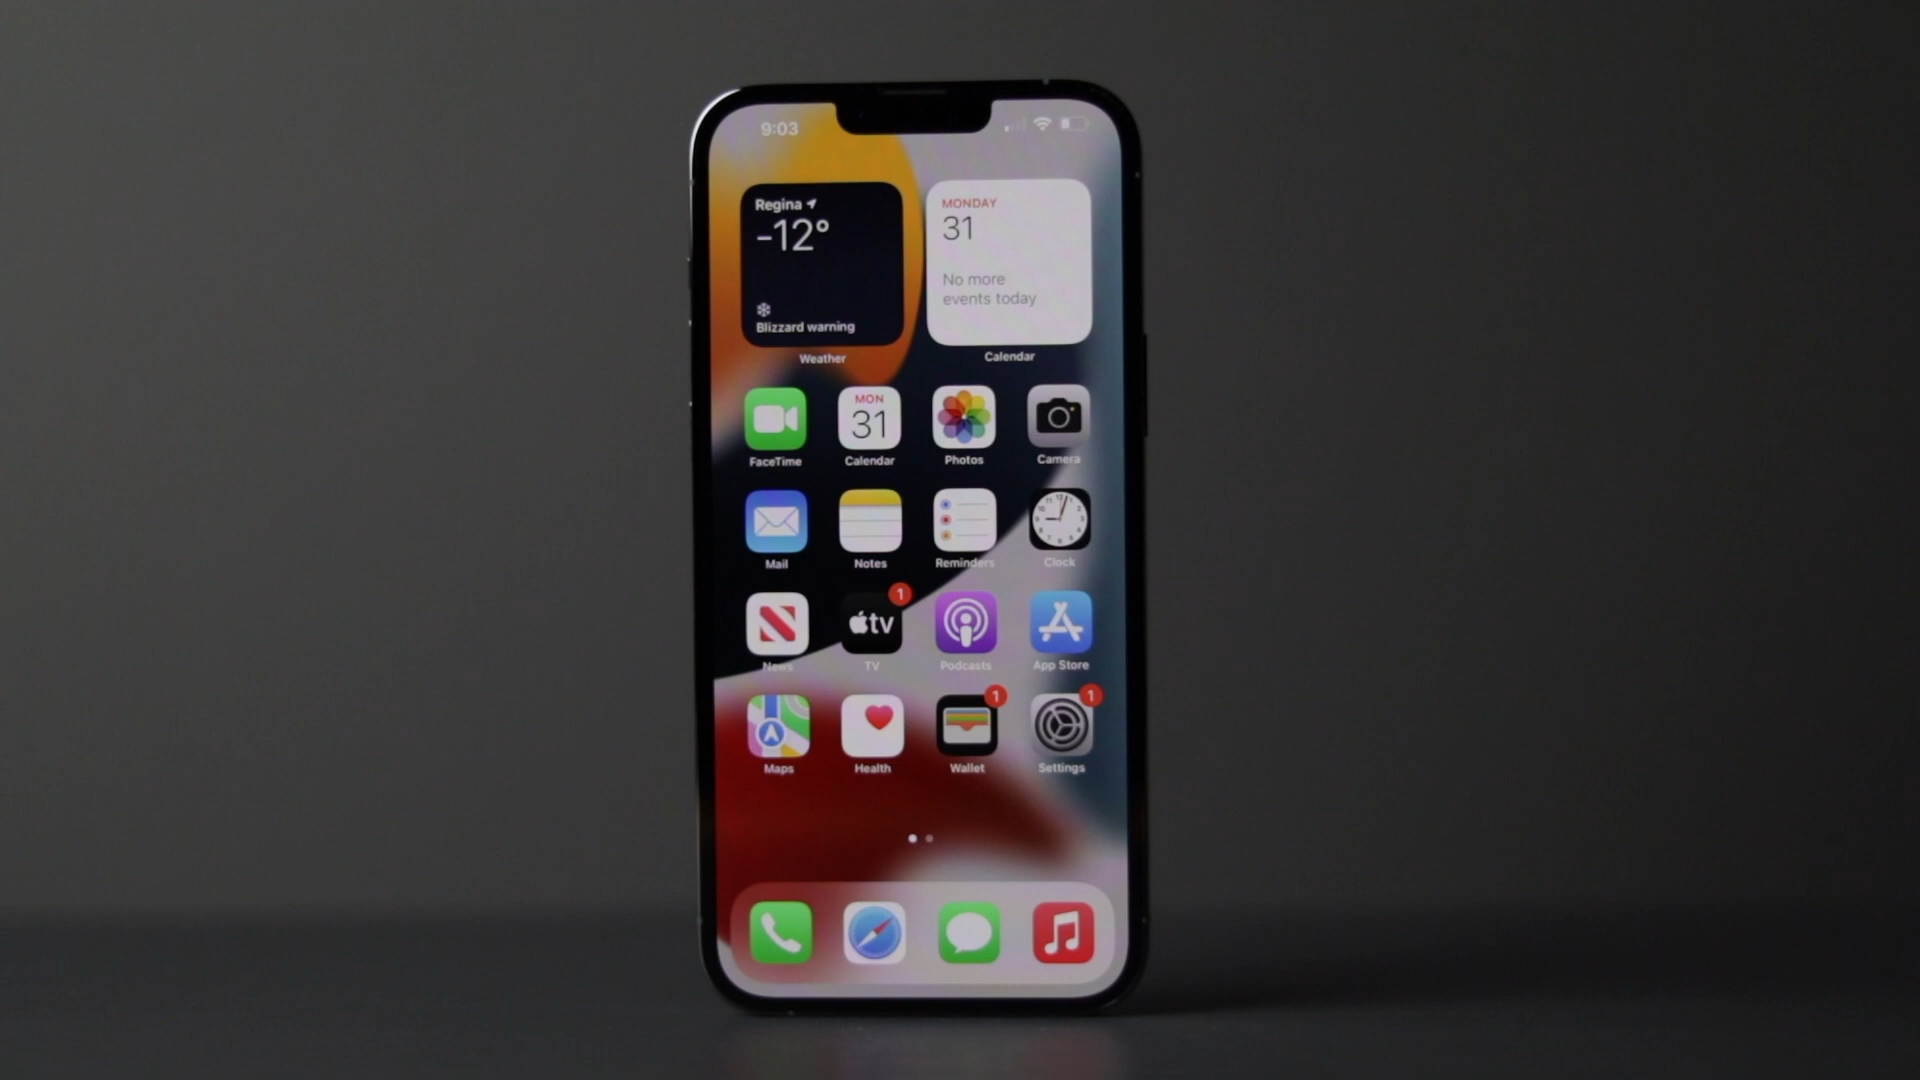 9:03
Regina
-12°
Blizzard warning
Weather
MONDAY
31
No more
events today
Calendar
FaceTime
MON
31
Calendar
Photos
Camera
Mail
Notes
Reminders
Clock
News
1
tv
TV
Podcasts
App Store
Maps
Health
1
Wallet
1
Settings